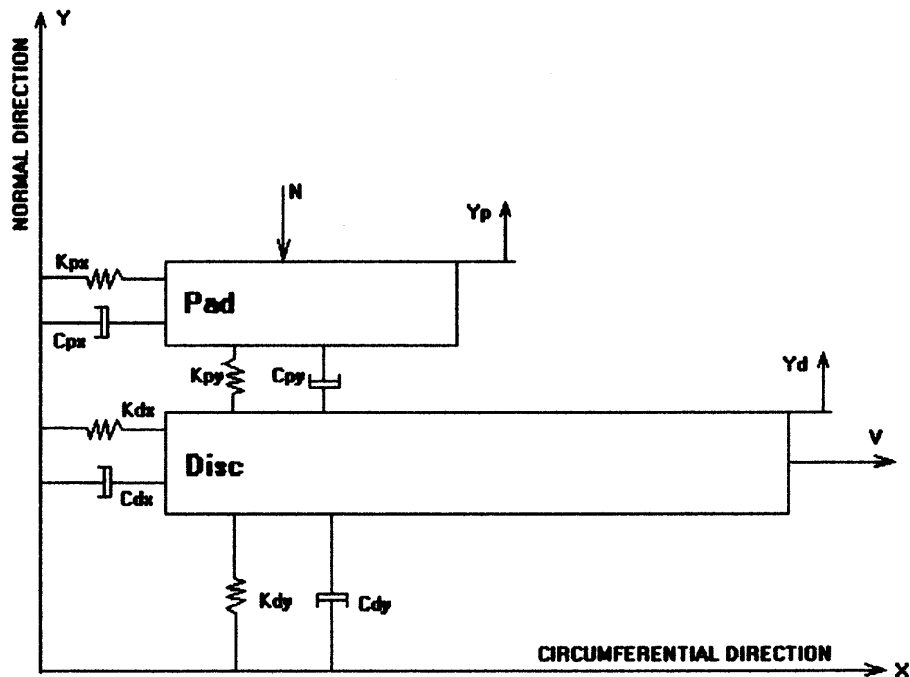 Y
NORMAL DIRECTION
N
Yp
Kpx
Pad
Cpx
Kpy
Cpy
Yd
Kdx
V
Disc
Cdx
Kdy
Cdy
CIRCUMFERENTIAL DIRECTION
X